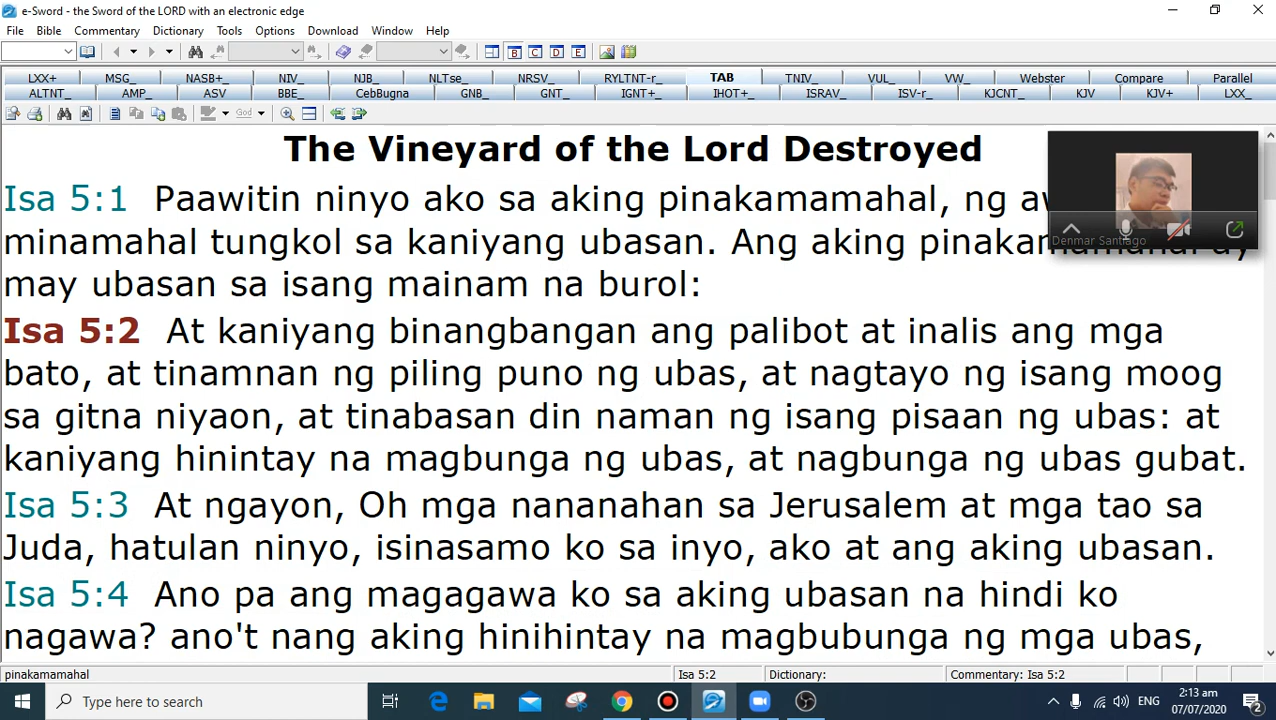 e-Sword - the Sword of the LORD with an electronic edge
File Bible Commentary Dictionary Tools Options Download Window Help
B C D E
LXX+ MSG_ NASB+_ NIV_ NJB_ NLTse_ NRSV_ RYLTNT-r_ TAB TNIV_ VUL_ VW_ Webster Compare Parallel
ALTNT_ AMP_ ASV BBE_ CebBugna GNB_ GNT_ IGNT+_ IHOT+_ ISRAV_ ISV-r_ KJCNT_ KJV KJV+ LXX_
God
The Vineyard of the Lord Destroyed
Isa 5:1 Paawitin ninyo ako sa aking pinakamamahal, ng
minamahal tungkol sa kaniyang ubasan. Ang aking pinakamamahal ay
may ubasan sa isang mainam na burol:
Denmar Santiago
Isa 5:2 At kaniyang binangbangan ang palibot at inalis ang mga
bato, at tinamnan ng piling puno ng ubas, at nagtayo ng isang moog
sa gitna niyaon, at tinabasan din naman ng isang pisaan ng ubas: at
kaniyang hinintay na magbunga ng ubas, at nagbunga ng ubas gubat.
Isa 5:3 At ngayon, Oh mga nananahan sa Jerusalem at mga tao sa
Juda, hatulan ninyo, isinasamo ko sa inyo, ako at ang aking ubasan.
Isa 5:4 Ano pa ang magagawa ko sa aking ubasan na hindi ko
nagawa? ano't nang aking hinihintay na magbubunga ng mga ubas,
pinakamamahal Isa 5:2 Dictionary: Commentary: Isa 5:2
Type here to search
ENG
2:13 am
07/07/2020
2